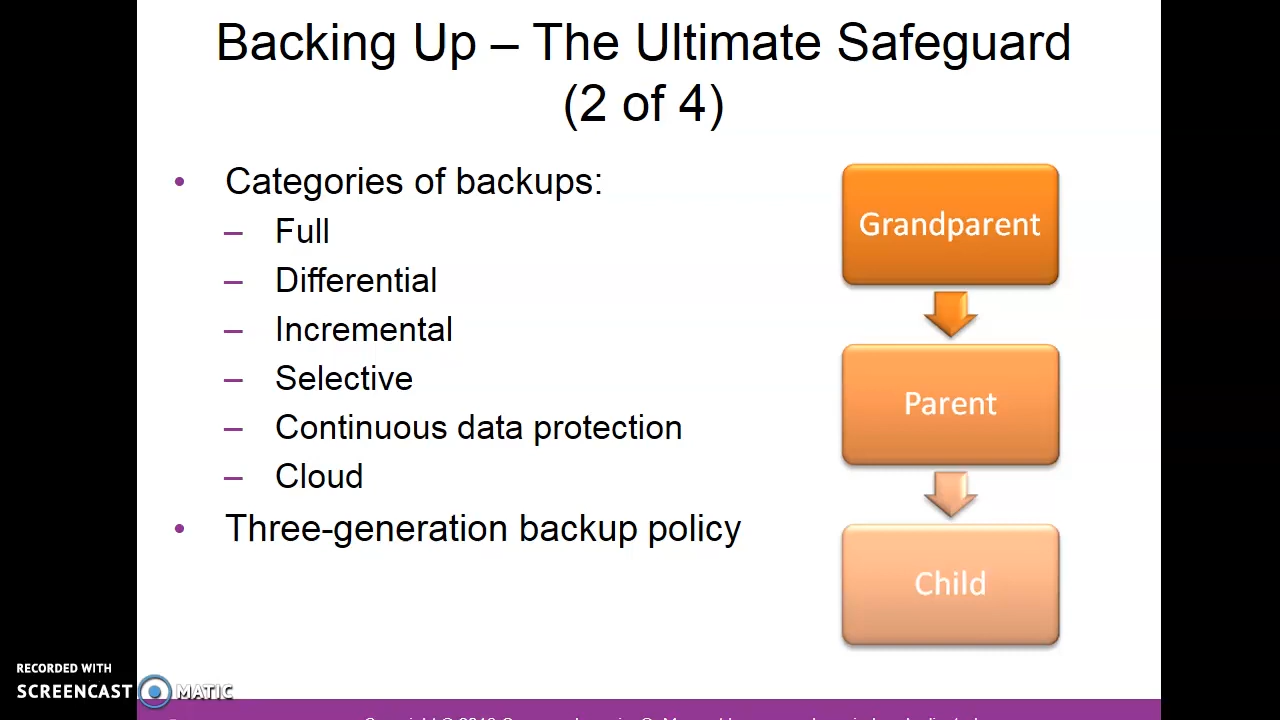 Backing Up – The Ultimate Safeguard
(2 of 4)
• Categories of backups:
– Full
– Differential
– Incremental
– Selective
– Continuous data protection
– Cloud
• Three-generation backup policy
Grandparent
Parent
Child
RECORDED WITH
SCREENCAST MATIC